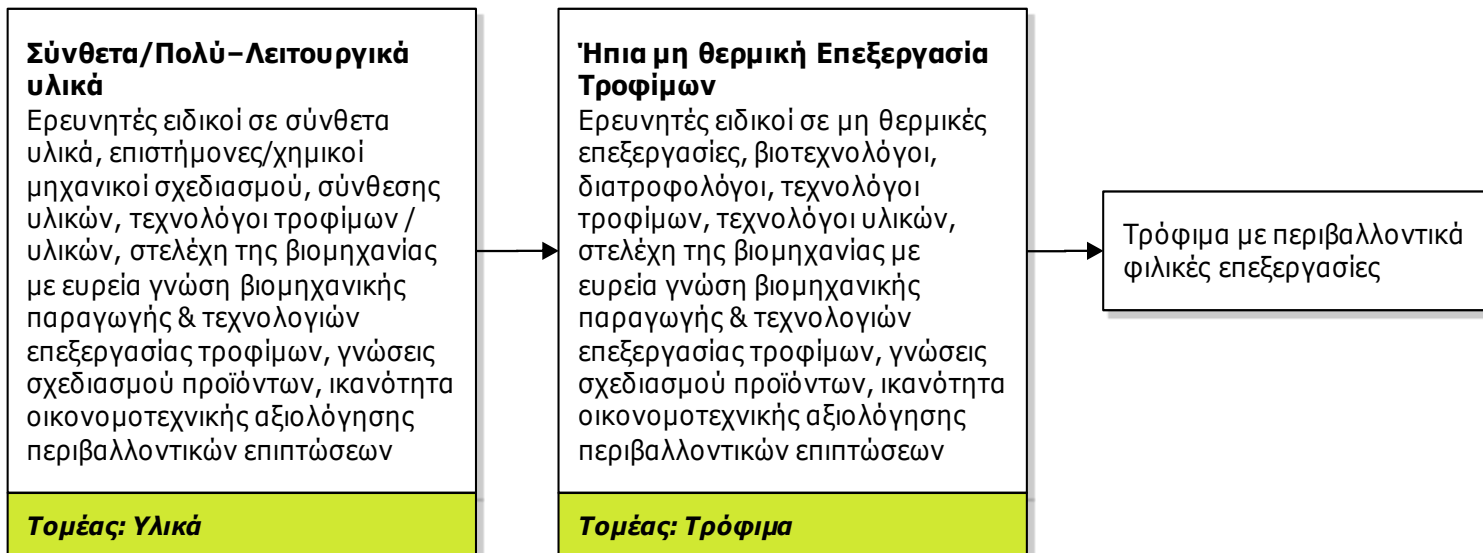 Σύνθετα/Πολύ–Λειτουργικά
υλικά
Ερευνητές ειδικοί σε σύνθετα
υλικά, επιστήμονες/χημικοί
μηχανικοί σχεδιασμού, σύνθεσης
υλικών, τεχνολόγοι τροφίμων /
υλικών, στελέχη της βιομηχανίας
με ευρεία γνώση βιομηχανικής
παραγωγής & τεχνολογιών
επεξεργασίας τροφίμων, γνώσεις
σχεδιασμού προϊόντων, ικανότητα
οικονομοτεχνικής αξιολόγησης
περιβαλλοντικών επιπτώσεων
Τομέας: Υλικά
Ήπια μη θερμική Επεξεργασία
Τροφίμων
Ερευνητές ειδικοί σε μη θερμικές
επεξεργασίες, βιοτεχνολόγοι,
διατροφολόγοι, τεχνολόγοι
τροφίμων, τεχνολόγοι υλικών,
στελέχη της βιομηχανίας με
ευρεία γνώση βιομηχανικής
παραγωγής & τεχνολογιών
επεξεργασίας τροφίμων, γνώσεις
σχεδιασμού προϊόντων, ικανότητα
οικονομοτεχνικής αξιολόγησης
περιβαλλοντικών επιπτώσεων
Τομέας: Τρόφιμα
Τρόφιμα με περιβαλλοντικά
φιλικές επεξεργασίες